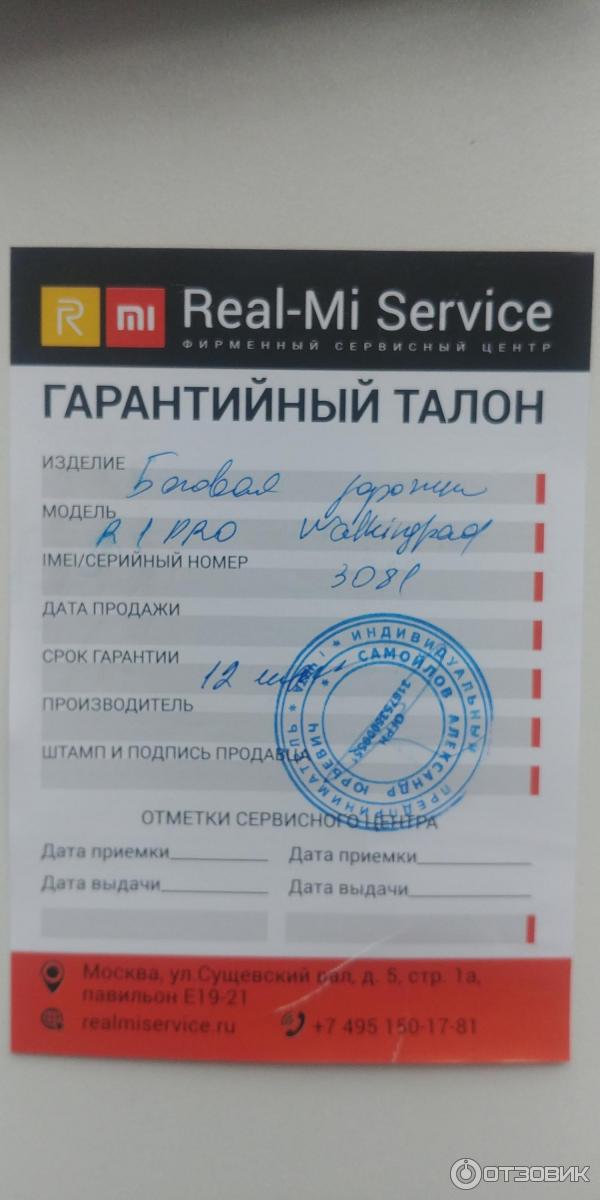 R mi Real-Mi Service
ФИРМЕННЫЙ СЕРВИСНЫЙ ЦЕНТР
ГАРАНТИЙНЫЙ ТАЛОН
ИЗДЕЛИЕ Беговая дорожка
МОДЕЛЬ R1 PRO Walkingpad
IMEI/СЕРИЙНЫЙ НОМЕР 3081
ДАТА ПРОДАЖИ
СРОК ГАРАНТИИ 12
ПРОИЗВОДИТЕЛЬ
ШТАМП И ПОДПИСЬ ПРОДАВЦА
ИНДИВИДУАЛЬНЫЙ ПРЕДПРИНИМАТЕЛЬ
САМОЙЛОВ АЛЕКСАНДР ЮРЬЕВИЧ
ОГРН
ОТМЕТКИ СЕРВИСНОГО ЦЕНТРА
Дата приемки Дата приемки
Дата выдачи Дата выдачи
Москва, ул.Сущевский вал, д. 5, стр. 1а,
павильон E19-21
realmiservice.ru +7 495 150-17-81
ОТЗОВИК